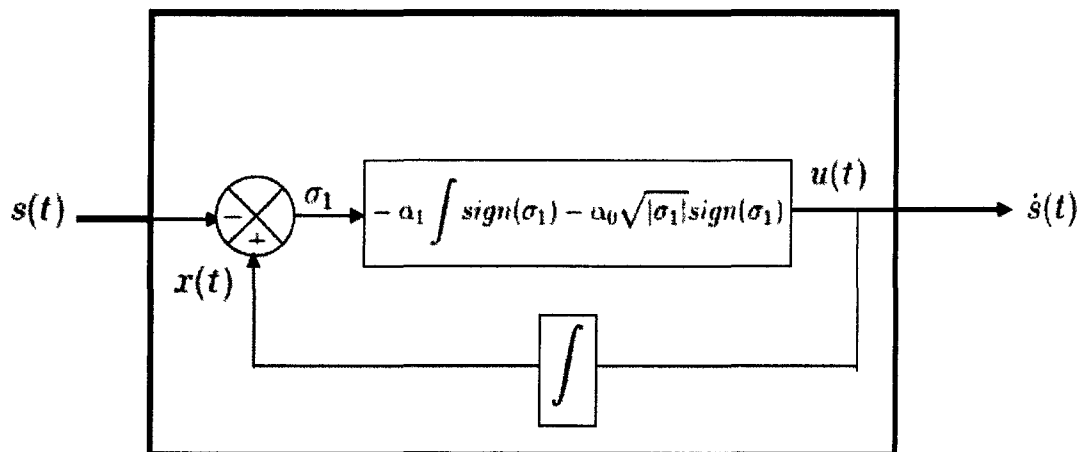 s(t)
−
+
σ₁
x(t)
− α₁ ∫ sign(σ₁) − α₀√|σ₁|sign(σ₁)
u(t)
ṡ(t)
∫